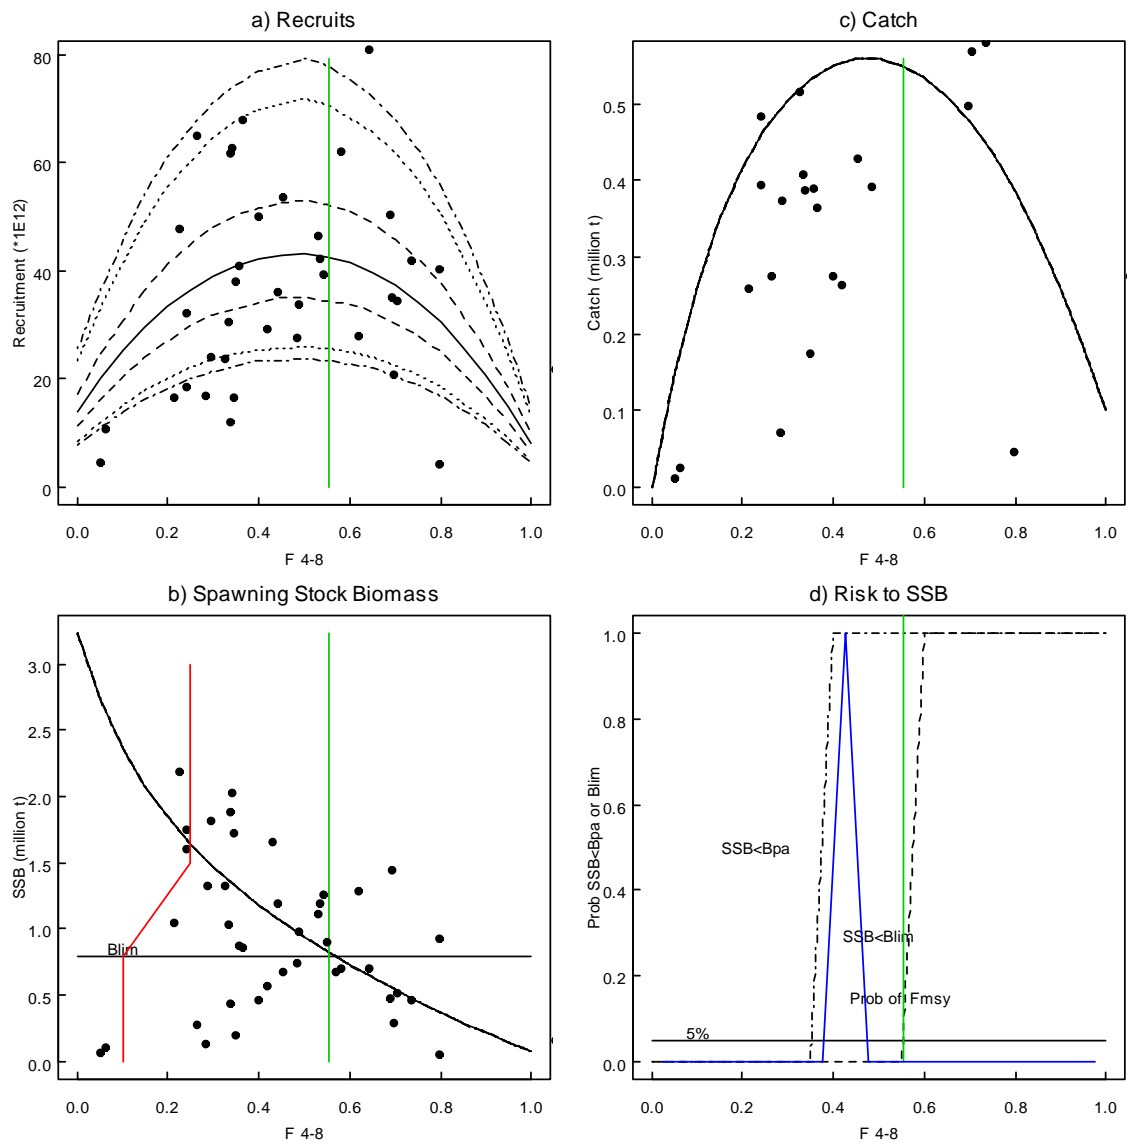 a) Recruits
80
60
40
20
0
Recruitment (*1E12)
0.0 0.2 0.4 0.6 0.8 1.0
F 4-8
c) Catch
0.5
0.4
0.3
0.2
0.1
0.0
Catch (million t)
0.0 0.2 0.4 0.6 0.8 1.0
F 4-8
b) Spawning Stock Biomass
3.0
2.5
2.0
1.5
1.0
0.5
0.0
SSB (million t)
Blim
0.0 0.2 0.4 0.6 0.8 1.0
F 4-8
d) Risk to SSB
1.0
0.8
0.6
0.4
0.2
0.0
Prob SSB<Bpa or Blim
SSB<Bpa
SSB<Blim
Prob of Fmsy
5%
0.0 0.2 0.4 0.6 0.8 1.0
F 4-8